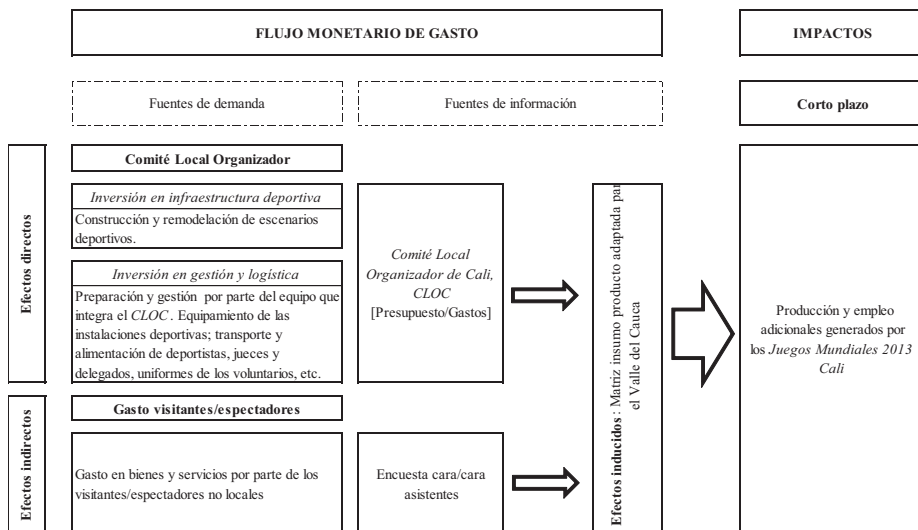 FLUJO MONETARIO DE GASTO
IMPACTOS
Fuentes de demanda
Fuentes de información
Corto plazo
Efectos directos
Comité Local Organizador
Inversión en infraestructura deportiva
Construcción y remodelación de escenarios
deportivos.
Inversión en gestión y logística
Preparación y gestión por parte del equipo que
integra el CLOC. Equipamiento de las
instalaciones deportivas; transporte y
alimentación de deportistas, jueces y
delegados, uniformes de los voluntarios, etc.
Comité Local
Organizador de Cali,
CLOC
[Presupuesto/Gastos]
Efectos inducidos : Matriz insumo producto adaptada par
el Valle del Cauca
Producción y empleo
adicionales generados por
los Juegos Mundiales 2013
Cali
Efectos indirectos
Gasto visitantes/espectadores
Gasto en bienes y servicios por parte de los
visitantes/espectadores no locales
Encuesta cara/cara
asistentes